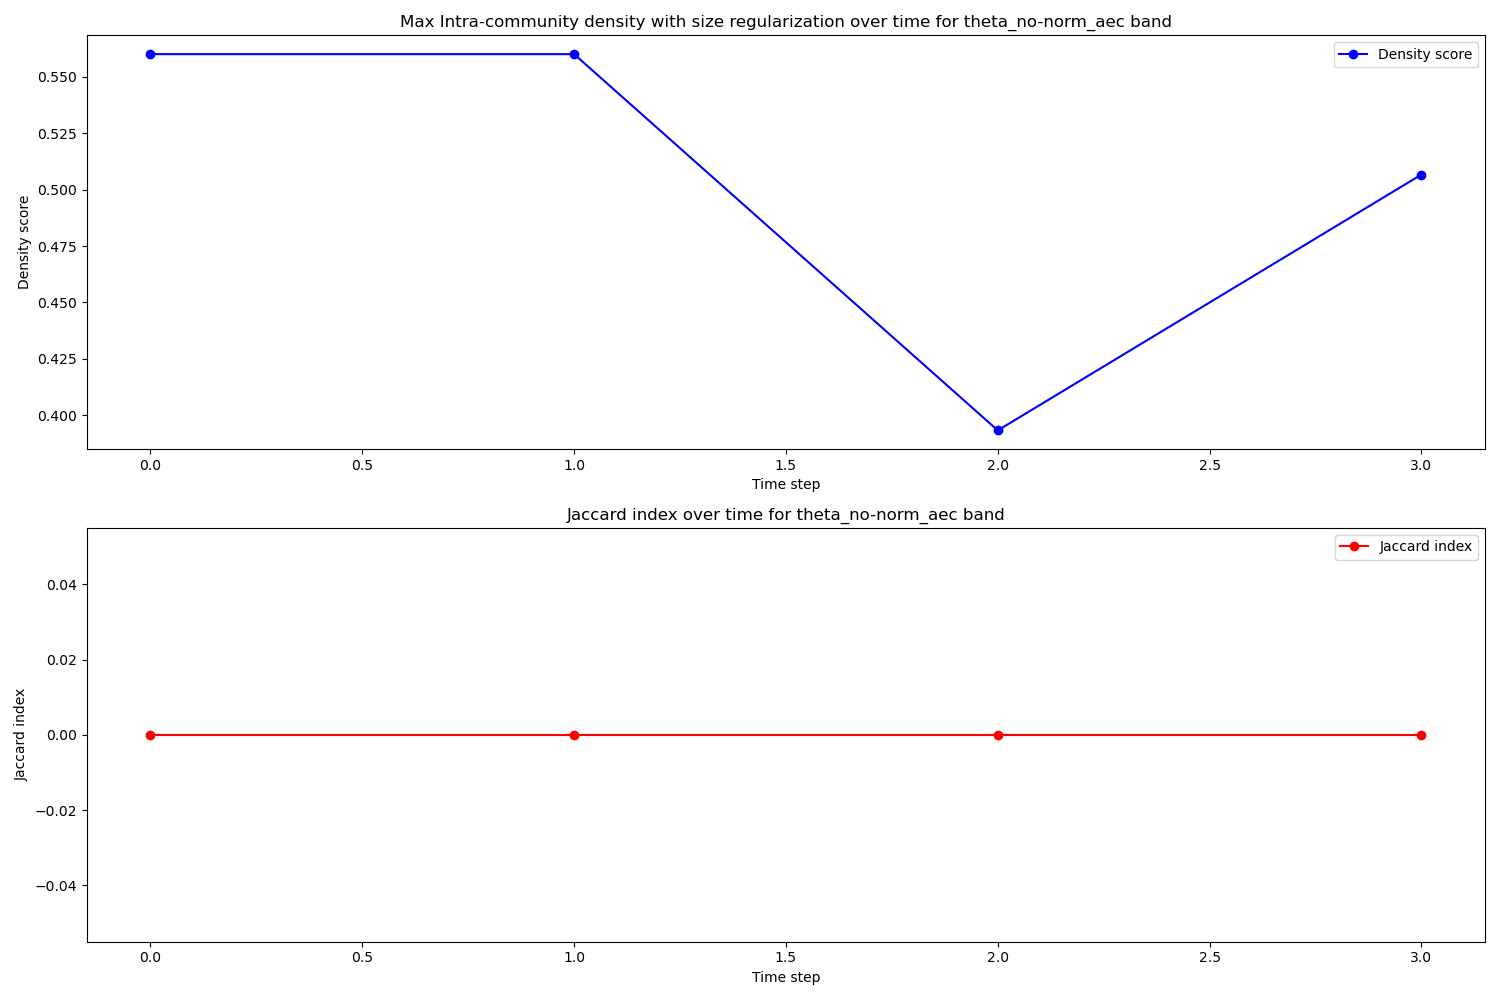 Max Intra-community density with size regularization over time for theta_no-norm_aec band
Density score
0.550
0.525
0.500
0.475
0.450
0.425
0.400
Density score
0.0 0.5 1.0 1.5 2.0 2.5 3.0
Time step
Jaccard index over time for theta_no-norm_aec band
Jaccard index
0.04
0.02
0.00
−0.02
−0.04
Jaccard index
0.0 0.5 1.0 1.5 2.0 2.5 3.0
Time step